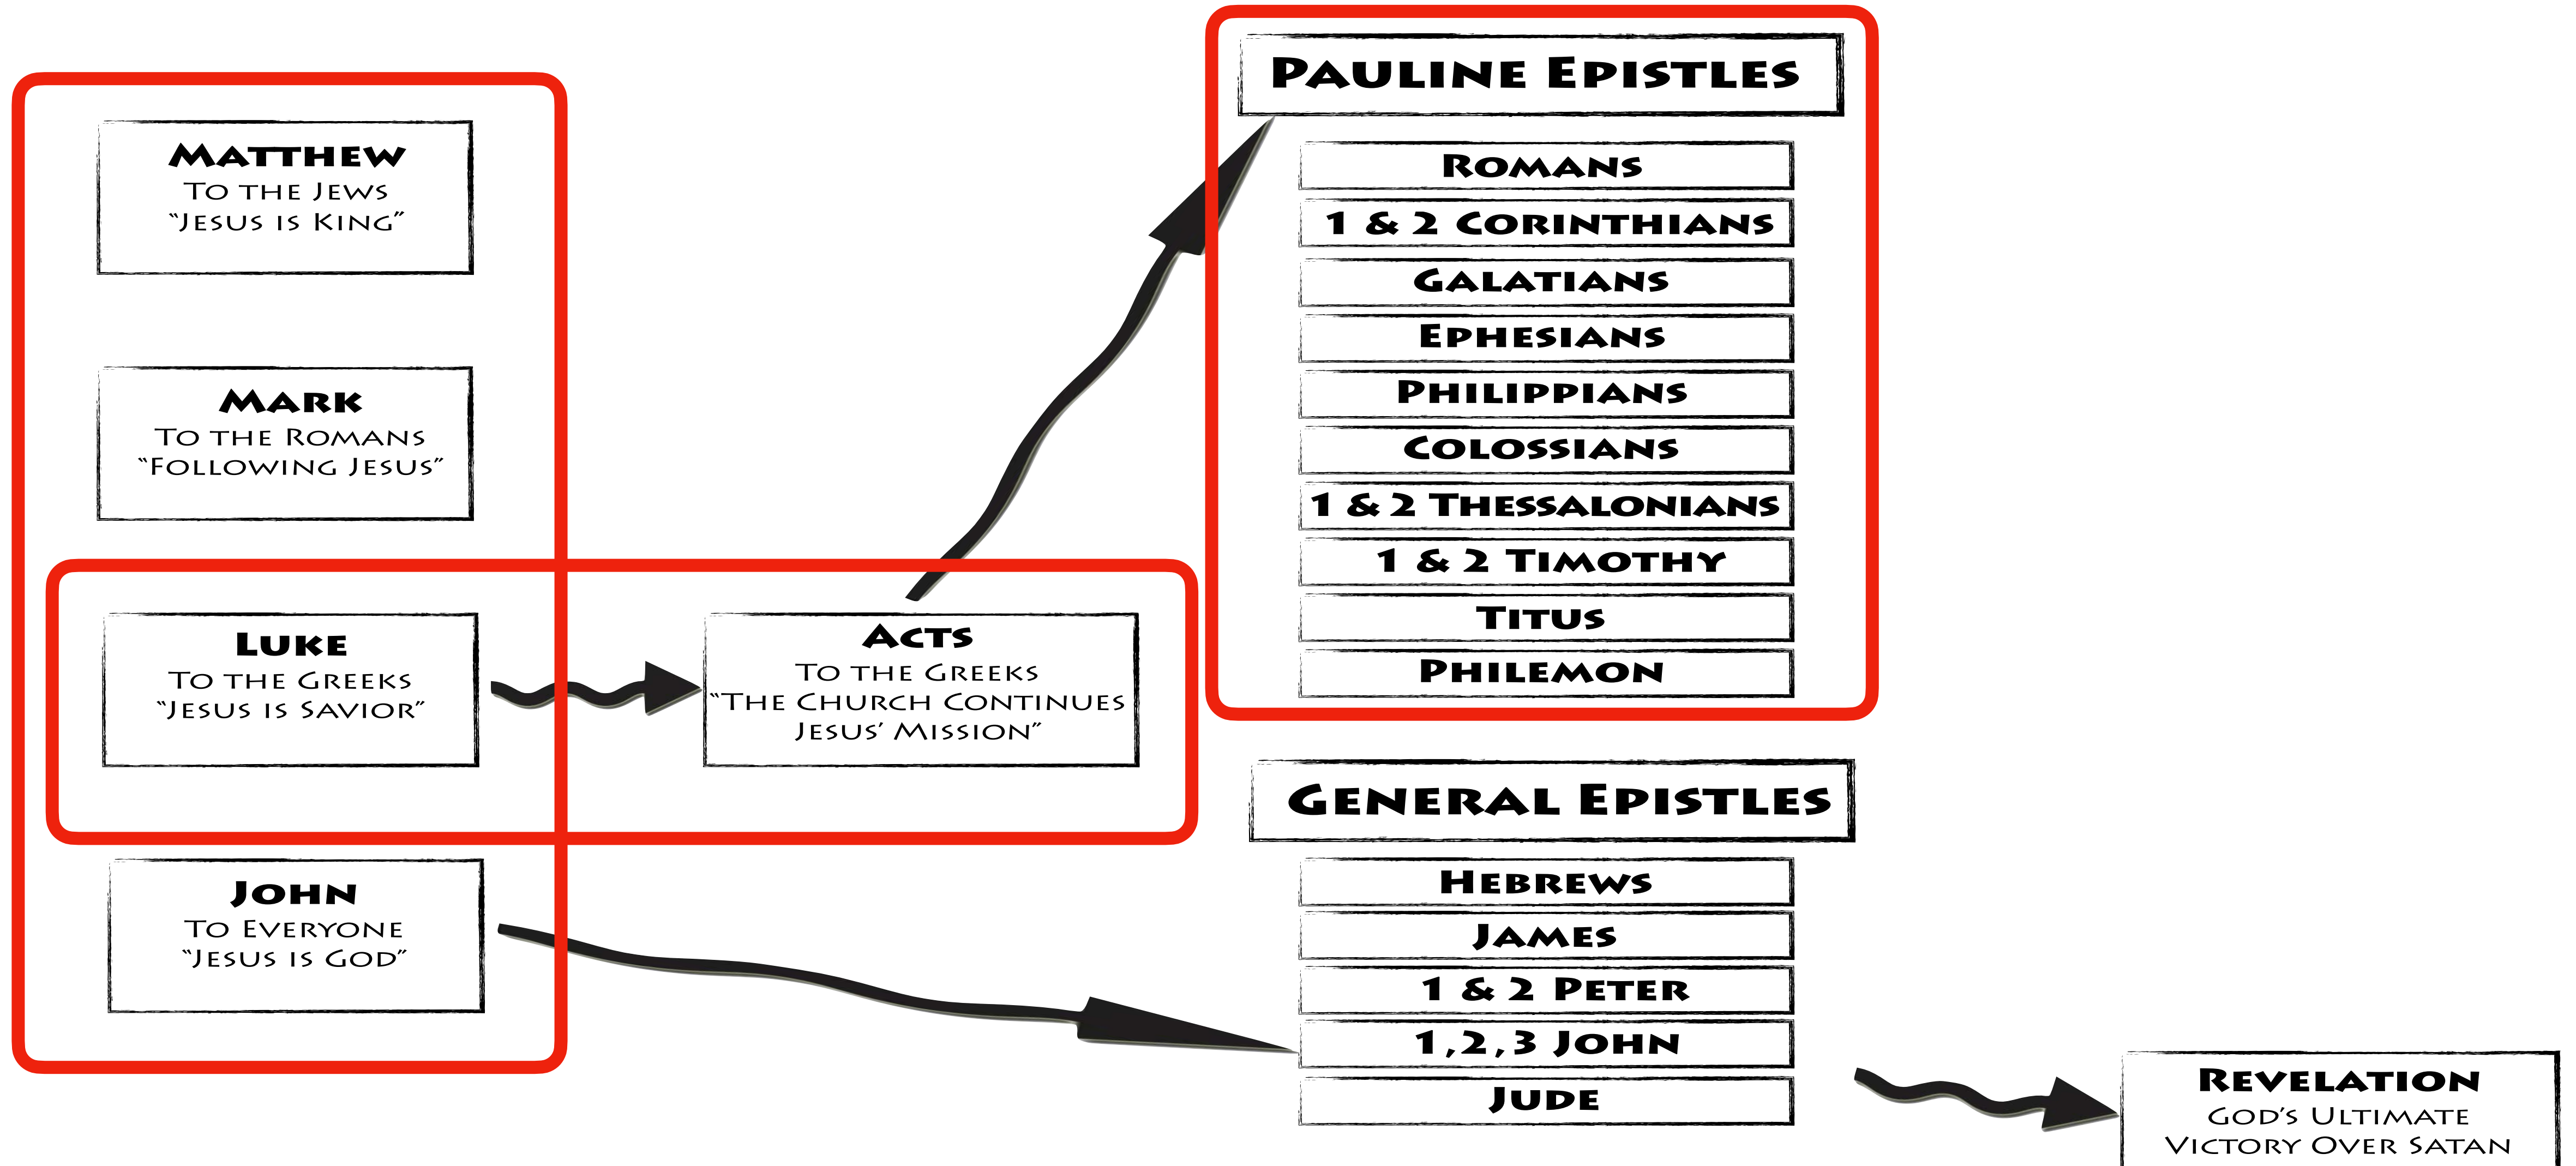 Matthew
To the Jews
“Jesus is King”
Mark
To the Romans
“Following Jesus”
Luke
To the Greeks
“Jesus is Savior”
John
To Everyone
“Jesus is God”
Acts
To the Greeks
“The Church Continues
Jesus’ Mission”
Pauline Epistles
Romans
1 & 2 Corinthians
Galatians
Ephesians
Philippians
Colossians
1 & 2 Thessalonians
1 & 2 Timothy
Titus
Philemon
General Epistles
Hebrews
James
1 & 2 Peter
1,2,3 John
Jude
Revelation
God’s Ultimate
Victory Over Satan